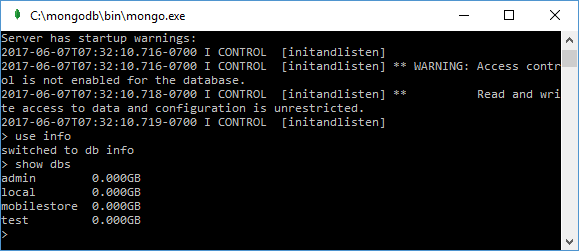 C:\mongodb\bin\mongo.exe
Server has startup warnings:
2017-06-07T07:32:10.716-0700 I CONTROL  [initandlisten]
2017-06-07T07:32:10.716-0700 I CONTROL  [initandlisten] ** WARNING: Access contr
ol is not enabled for the database.
2017-06-07T07:32:10.718-0700 I CONTROL  [initandlisten] **          Read and wri
te access to data and configuration is unrestricted.
2017-06-07T07:32:10.719-0700 I CONTROL  [initandlisten]
> use info
switched to db info
> show dbs
admin        0.000GB
local        0.000GB
mobilestore  0.000GB
test         0.000GB
>